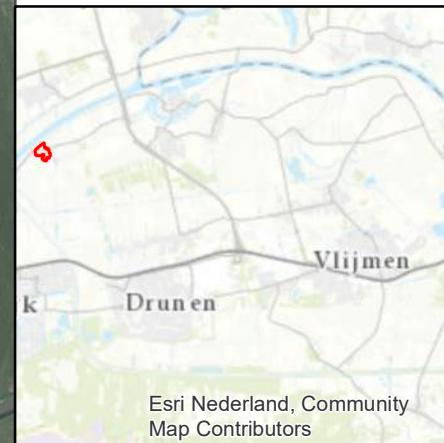 Vlijmen
k
Drunen
Esri Nederland, Community
Map Contributors